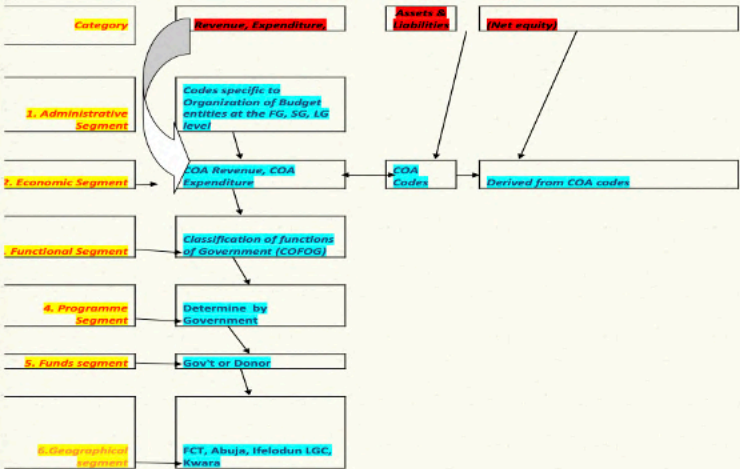 Category
Revenue, Expenditure,
Assets &
Liabilities
(Net equity)
1. Administrative
Segment
Codes specific to
Organization of Budget
entities at the FG, SG, LG
level
2. Economic Segment
COA Revenue, COA
Expenditure
COA
Codes
Derived from COA codes
. Functional Segment
Classification of functions
of Government (COFOG)
4. Programme
Segment
Determine by
Government
5. Funds segment
Gov't or Donor
6.Geographical
segment
FCT, Abuja, Ifelodun LGC,
Kwara